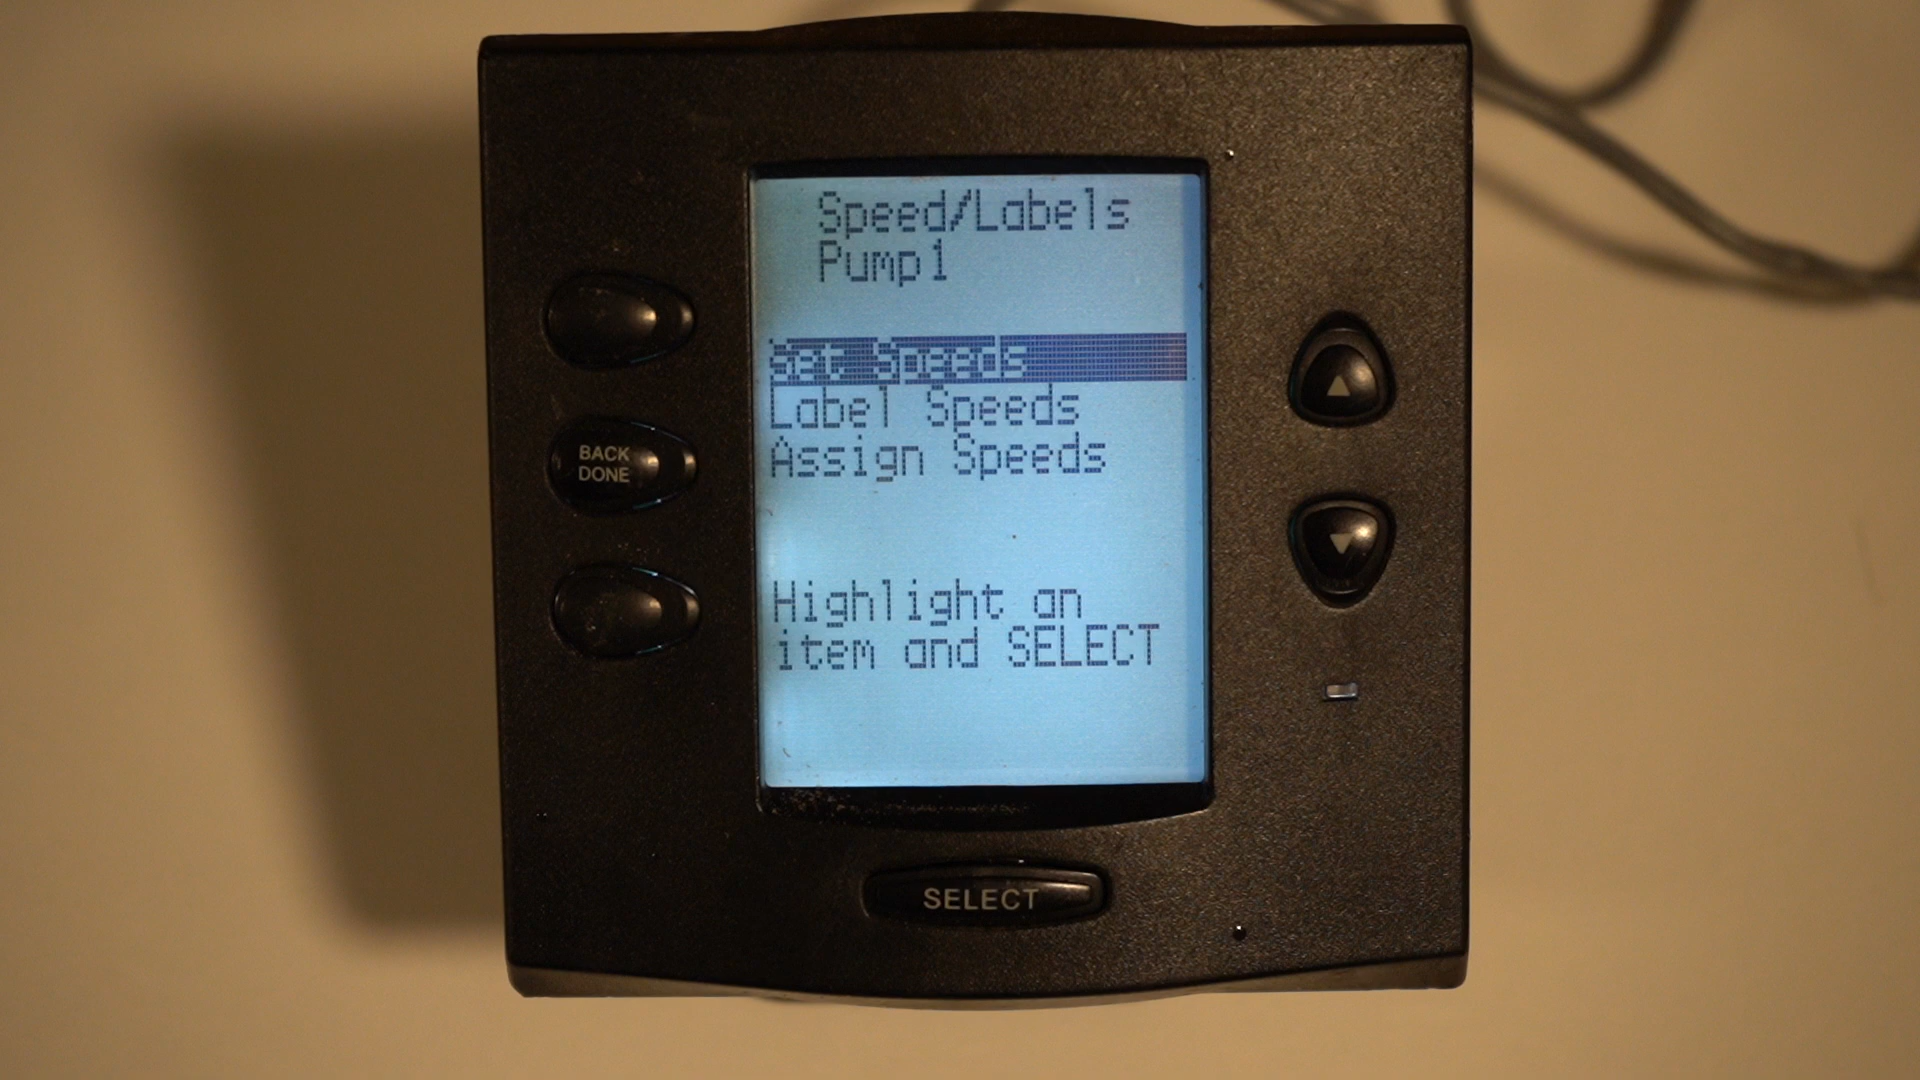 Speed/Labels
Pump1
Set Speeds
Label Speeds
Assign Speeds
Highlight an
item and SELECT
BACK
DONE
SELECT